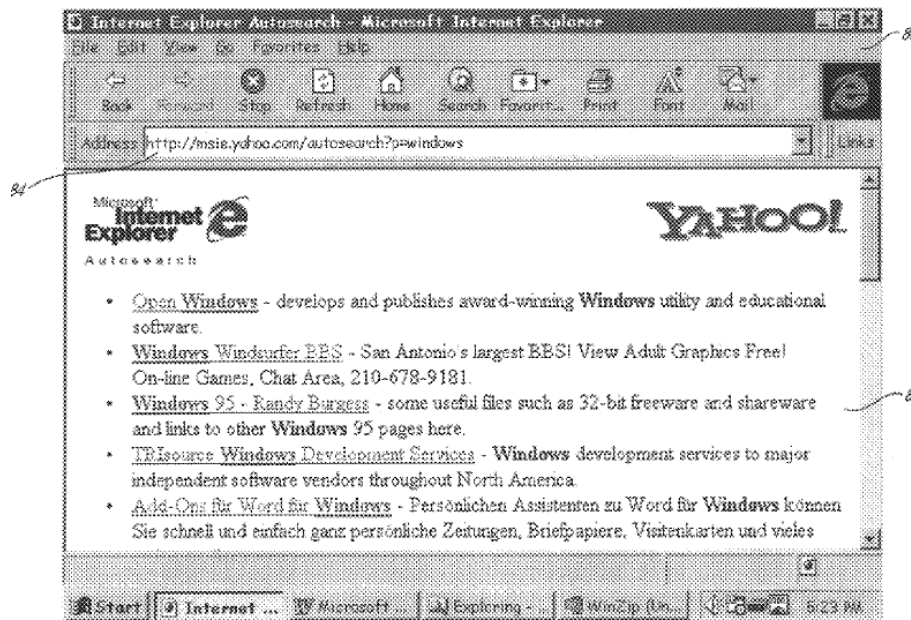 Internet Explorer Autosearch - Microsoft Internet Explorer
File Edit View Go Favorites Help
Back Forward Stop Refresh Home Search Favorit... Print Font Mail
Address http://msie.yahoo.com/autosearch?p=windows Links
84
Microsoft
Internet
Explorer
Autosearch
YAHOO!
• Open Windows - develops and publishes award-winning Windows utility and educational
software.
• Windows Windsurfer BBS - San Antonio's largest BBS! View Adult Graphics Free!
On-line Games, Chat Area, 210-678-9181.
• Windows 95 - Randy Burgess - some useful files such as 32-bit freeware and shareware
and links to other Windows 95 pages here.
• TRIsource Windows Development Services - Windows development services to major
independent software vendors throughout North America.
• Add-Ons für Word für Windows - Persönlichen Assistenten zu Word für Windows können
Sie schnell und einfach ganz persönliche Zeitungen, Briefpapiere, Visitenkarten und vieles
Start Internet ... Microsoft ... Exploring - ... WinZip (Un... 5:23 PM